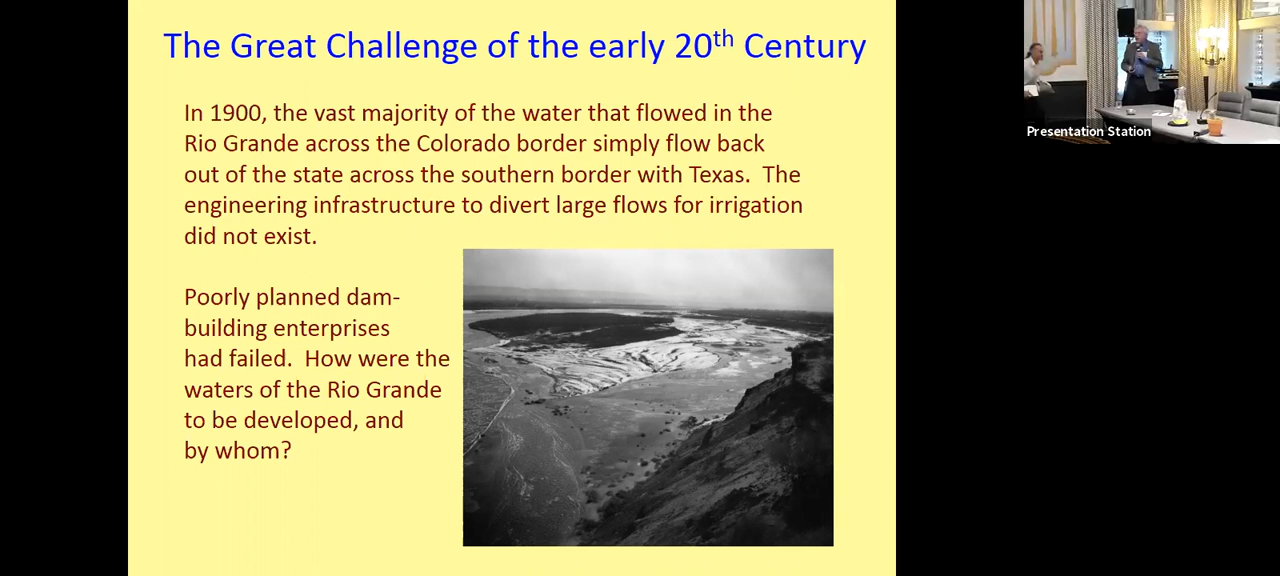 The Great Challenge of the early 20th Century
In 1900, the vast majority of the water that flowed in the
Rio Grande across the Colorado border simply flow back
out of the state across the southern border with Texas.  The
engineering infrastructure to divert large flows for irrigation
did not exist.
Poorly planned dam-
building enterprises
had failed.  How were the
waters of the Rio Grande
to be developed, and
by whom?
Presentation Station